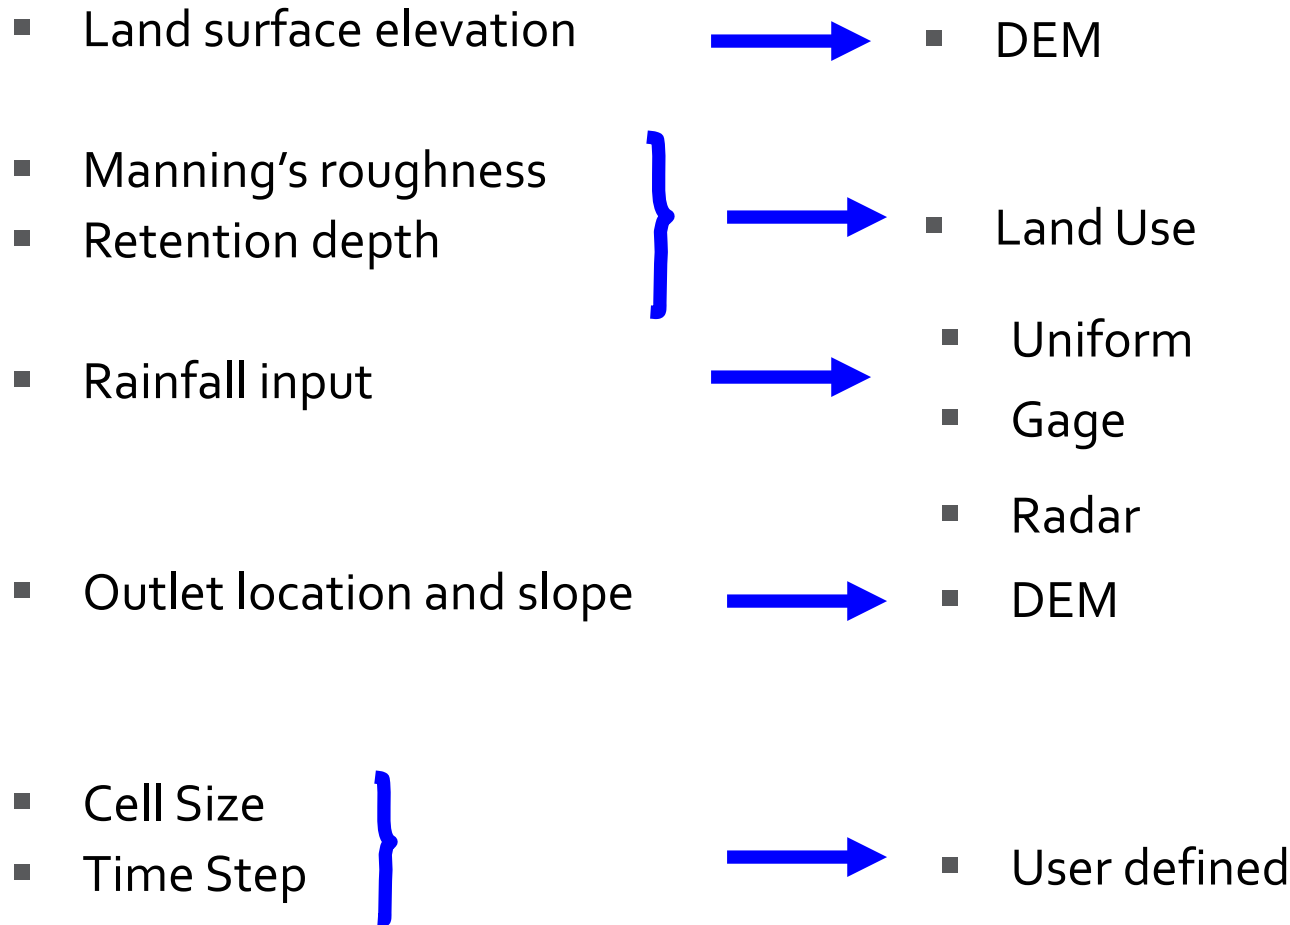 Land surface elevation
DEM
Manning’s roughness
Retention depth
Land Use
Rainfall input
Uniform
Gage
Radar
Outlet location and slope
DEM
Cell Size
Time Step
User defined